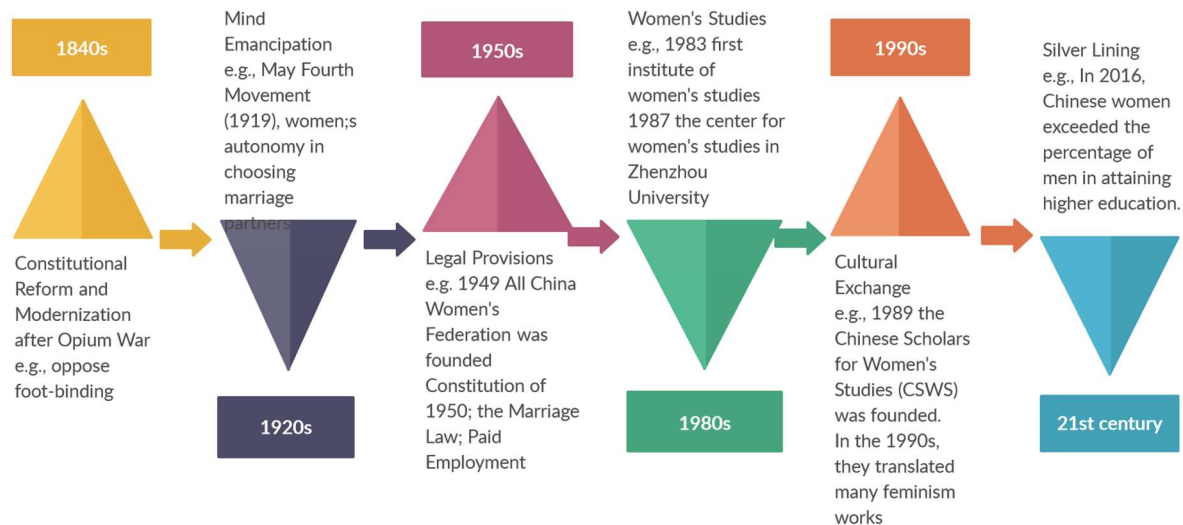 1840s
Constitutional
Reform and
Modernization
after Opium War
e.g., oppose
foot-binding
Mind
Emancipation
e.g., May Fourth
Movement
(1919), women;s
autonomy in
choosing
marriage
partners
1920s
1950s
Legal Provisions
e.g. 1949 All China
Women's
Federation was
founded
Constitution of
1950; the Marriage
Law; Paid
Employment
Women's Studies
e.g., 1983 first
institute of
women's studies
1987 the center for
women's studies in
Zhenzhou
University
1980s
1990s
Cultural
Exchange
e.g., 1989 the
Chinese Scholars
for Women's
Studies (CSWS)
was founded.
In the 1990s,
they translated
many feminism
works
Silver Lining
e.g., In 2016,
Chinese women
exceeded the
percentage of
men in attaining
higher education.
21st century